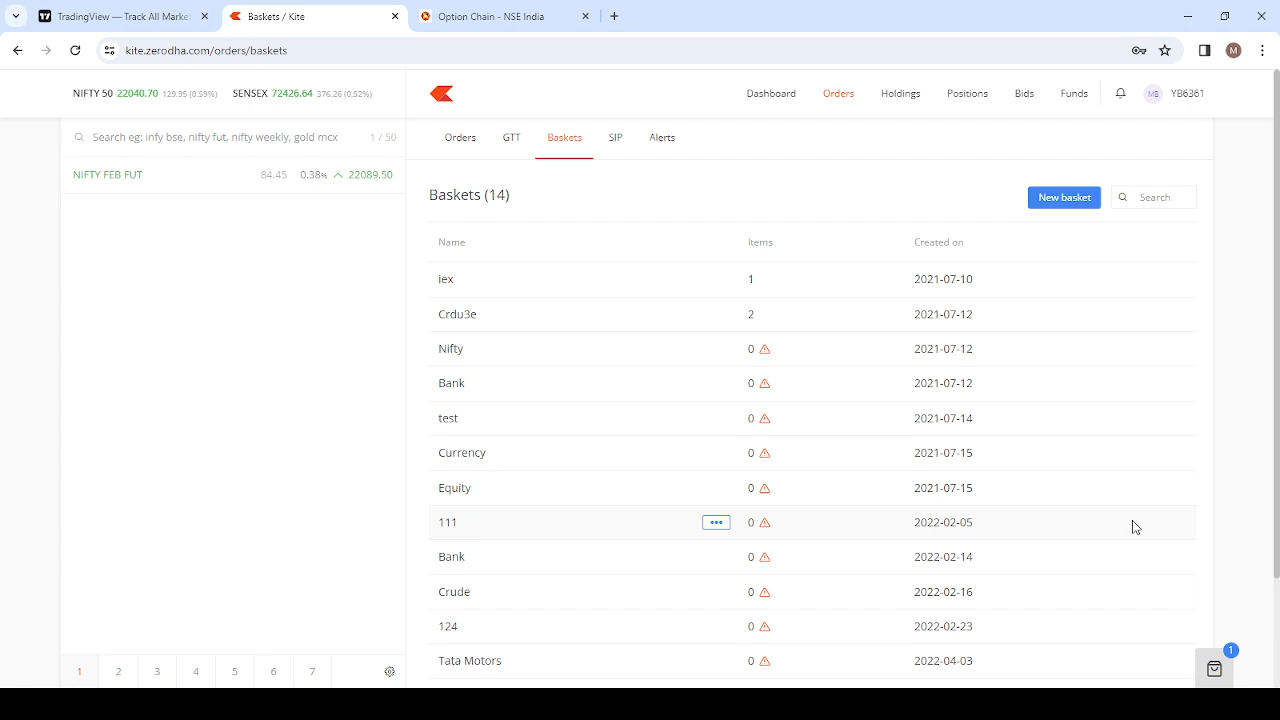 TradingView — Track All Market
Baskets / Kite
Option Chain - NSE India
kite.zerodha.com/orders/baskets
M
NIFTY 50 22040.70 129.95 (0.59%) SENSEX 72426.64 376.26 (0.52%)
Dashboard Orders Holdings Positions Bids Funds MB YB6361
Search eg: infy bse, nifty fut, nifty weekly, gold mcx 1 / 50
Orders GTT Baskets SIP Alerts
NIFTY FEB FUT 84.45 0.38% 22089.50
Baskets (14)
New basket
Search
Name Items Created on
iex 1 2021-07-10
Crdu3e 2 2021-07-12
Nifty 0 2021-07-12
Bank 0 2021-07-12
test 0 2021-07-14
Currency 0 2021-07-15
Equity 0 2021-07-15
111 0 2022-02-05
Bank 0 2022-02-14
Crude 0 2022-02-16
124 0 2022-02-23
Tata Motors 0 2022-04-03
1
1 2 3 4 5 6 7